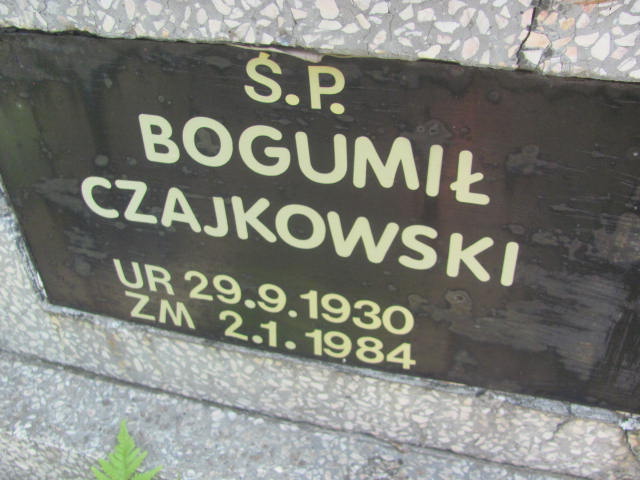 Ś.P.
BOGUMIŁ
CZAJKOWSKI
UR 29.9.1930
ZM 2.1.1984